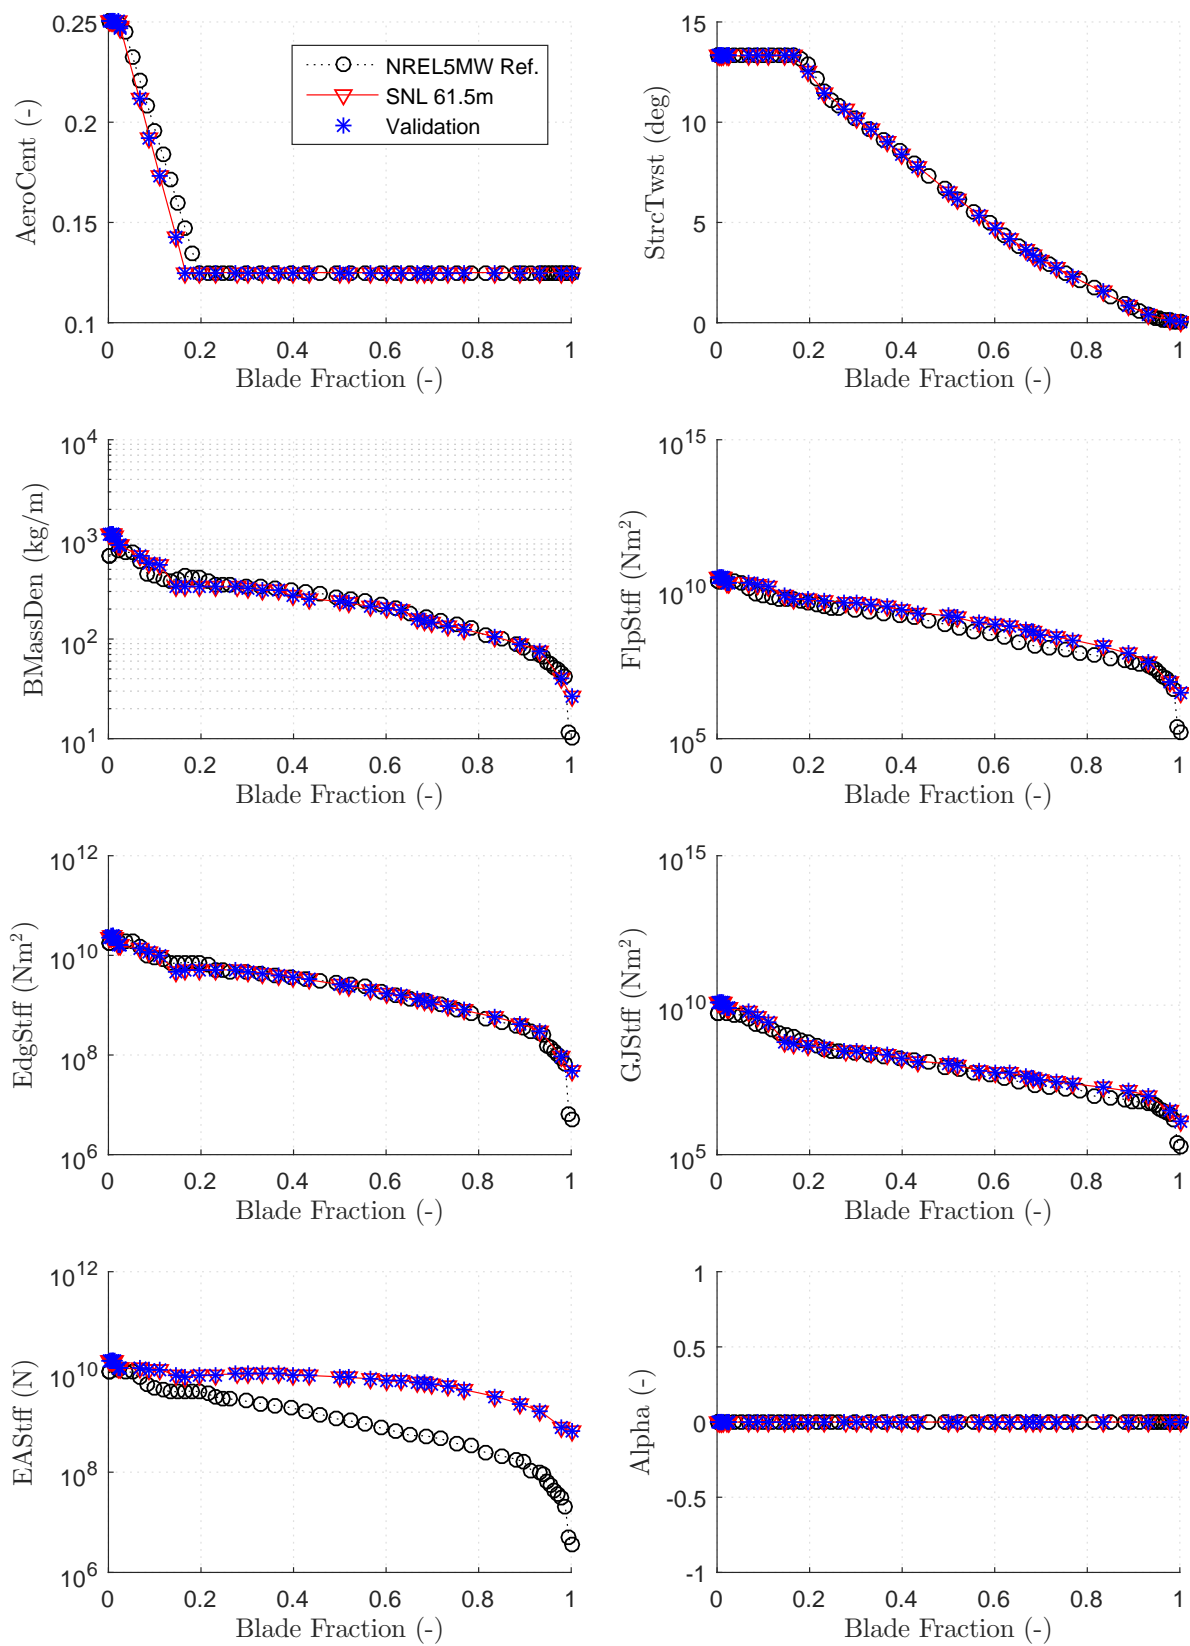 0.25
0.2
0.15
0.1
AeroCent (-)
NREL5MW Ref.
SNL 61.5m
Validation
0 0.2 0.4 0.6 0.8 1
Blade Fraction (-)
15
10
5
0
StrcTwst (deg)
0 0.2 0.4 0.6 0.8 1
Blade Fraction (-)
10^4
10^3
10^2
10^1
BMassDen (kg/m)
0 0.2 0.4 0.6 0.8 1
Blade Fraction (-)
10^15
10^10
10^5
FlpStff (Nm²)
0 0.2 0.4 0.6 0.8 1
Blade Fraction (-)
10^12
10^10
10^8
10^6
EdgStff (Nm²)
0 0.2 0.4 0.6 0.8 1
Blade Fraction (-)
10^15
10^10
10^5
GJStff (Nm²)
0 0.2 0.4 0.6 0.8 1
Blade Fraction (-)
10^12
10^10
10^8
10^6
EAStff (N)
0 0.2 0.4 0.6 0.8 1
Blade Fraction (-)
1
0.5
0
-0.5
-1
Alpha (-)
0 0.2 0.4 0.6 0.8 1
Blade Fraction (-)